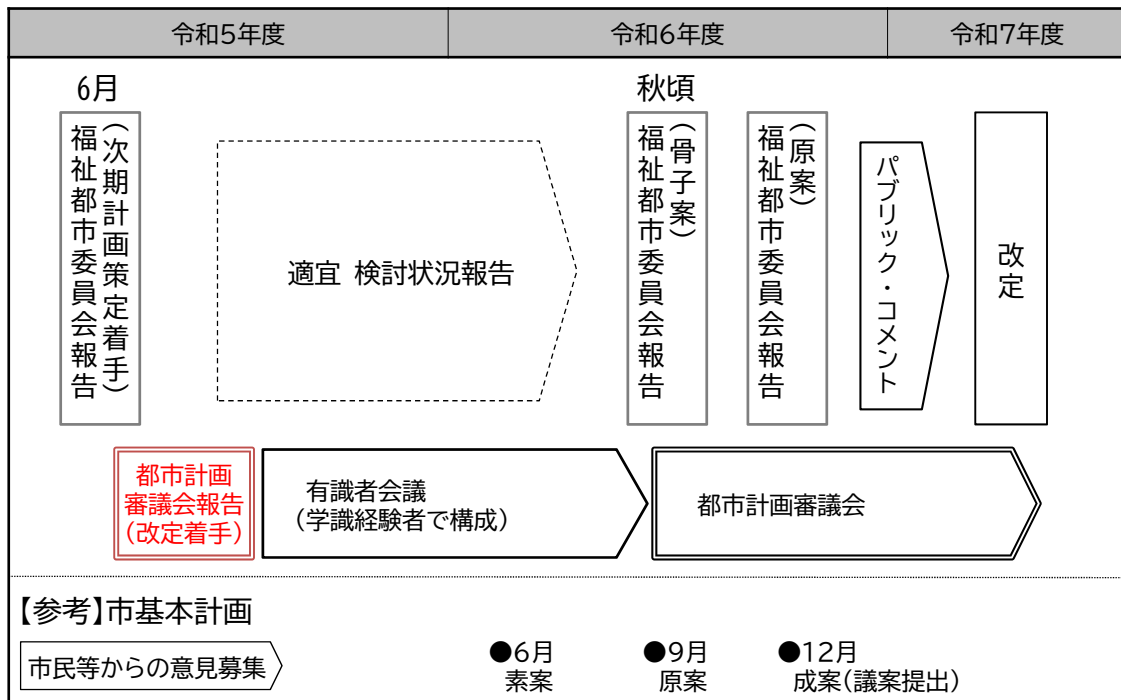 令和5年度
令和6年度
令和7年度
6月
福祉都市委員会報告
(次期計画策定着手)
適宜 検討状況報告
秋頃
福祉都市委員会報告
(骨子案)
福祉都市委員会報告
(原案)
パブリック・コメント
改定
都市計画
審議会報告
(改定着手)
有識者会議
(学識経験者で構成)
都市計画審議会
【参考】市基本計画
市民等からの意見募集
●6月
素案
●9月
原案
●12月
成案(議案提出)